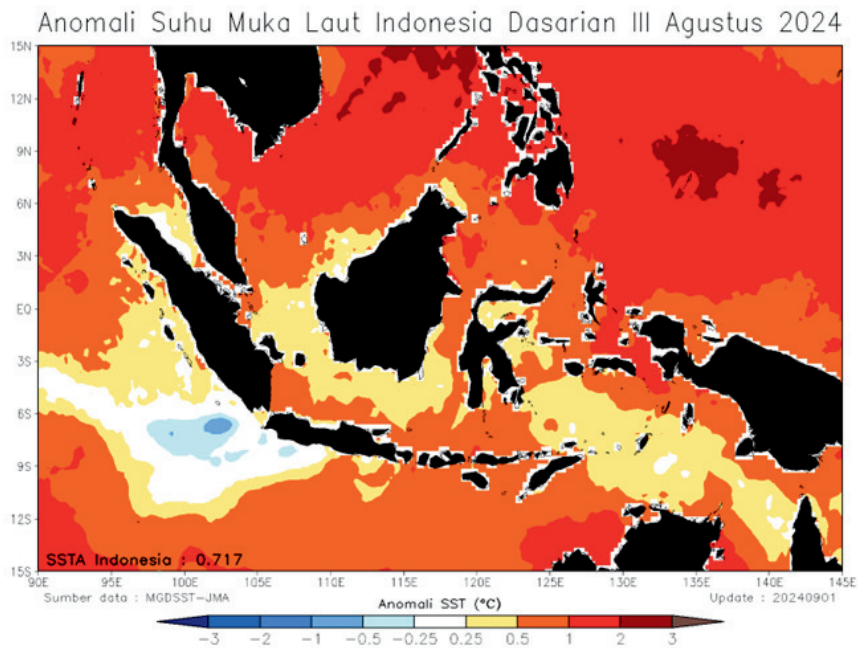 Anomali Suhu Muka Laut Indonesia Dasarian III Agustus 2024
15N
12N
9N
6N
3N
EQ
3S
6S
9S
12S
15S
SSTA Indonesia : 0.717
90E 95E 100E 105E 110E 115E 120E 125E 130E 135E 140E 145E
Sumber data : MGDSST-JMA
Anomali SST (°C)
Update : 20240901
-3 -2 -1 -0.5 -0.25 0.25 0.5 1 2 3